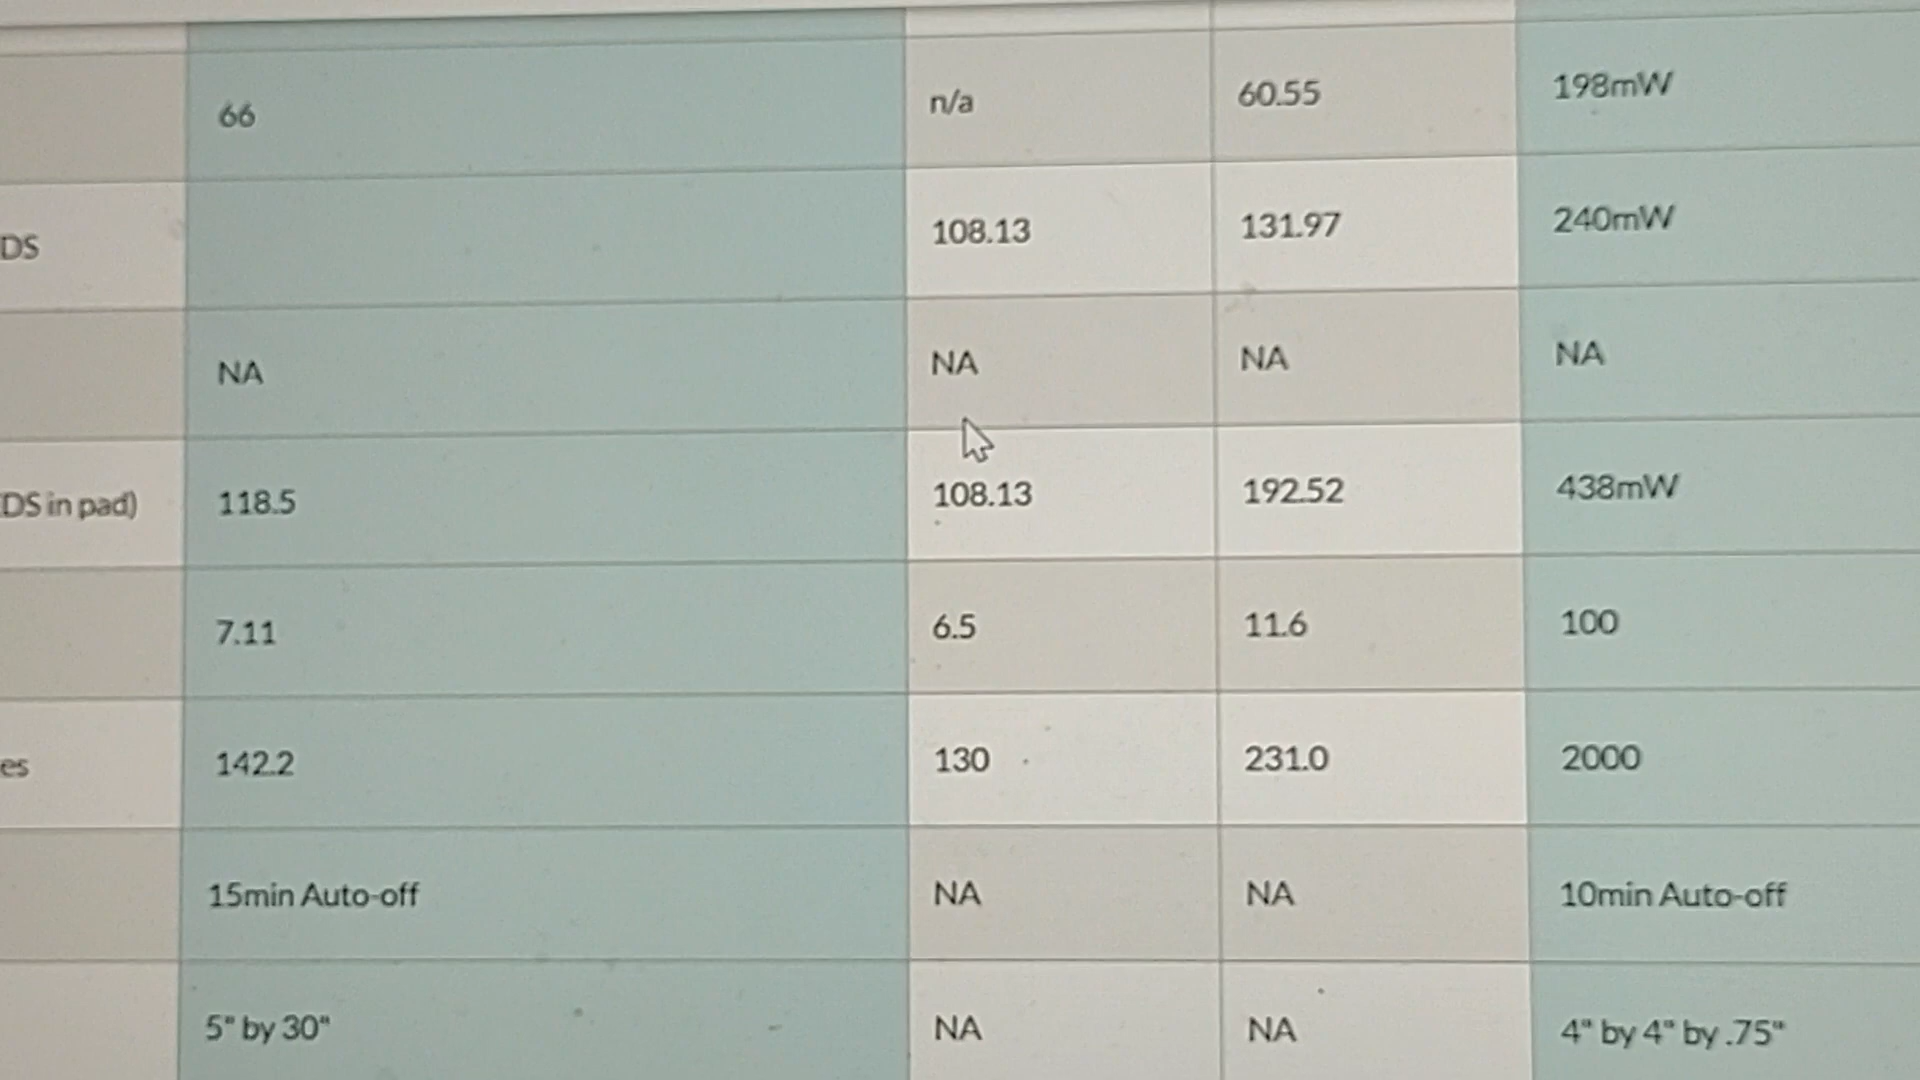 66 n/a 60.55 198mW
DS 108.13 131.97 240mW
NA NA NA NA
DS in pad) 118.5 108.13 192.52 438mW
7.11 6.5 11.6 100
es 142.2 130 231.0 2000
15min Auto-off NA NA 10min Auto-off
5" by 30" NA NA 4" by 4" by .75"